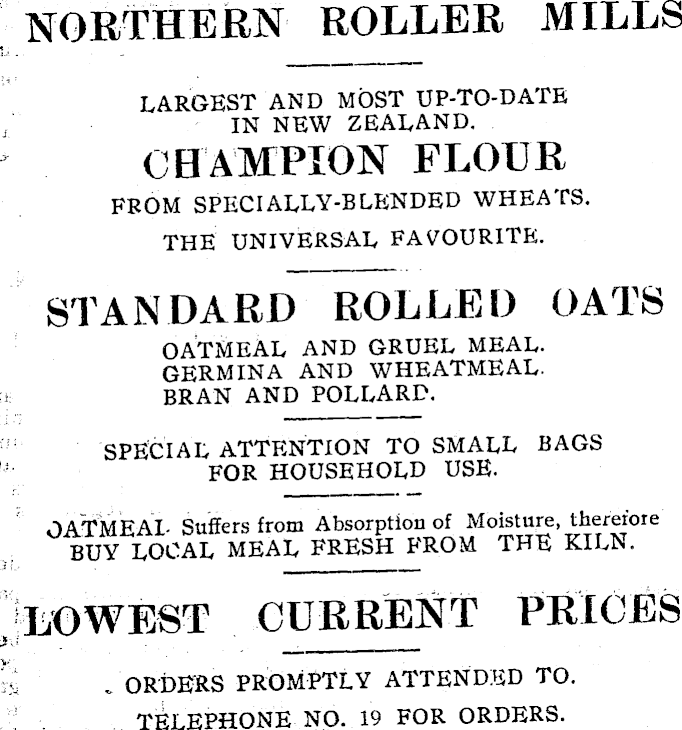 NORTHERN ROLLER MILLS
LARGEST AND MOST UP-TO-DATE
IN NEW ZEALAND.
CHAMPION FLOUR
FROM SPECIALLY-BLENDED WHEATS.
THE UNIVERSAL FAVOURITE.
STANDARD ROLLED OATS
OATMEAL AND GRUEL MEAL.
GERMINA AND WHEATMEAL.
BRAN AND POLLARD.
SPECIAL ATTENTION TO SMALL BAGS
FOR HOUSEHOLD USE.
OATMEAL Suffers from Absorption of Moisture, therefore
BUY LOCAL MEAL FRESH FROM THE KILN.
LOWEST CURRENT PRICES
ORDERS PROMPTLY ATTENDED TO.
TELEPHONE NO. 19 FOR ORDERS.